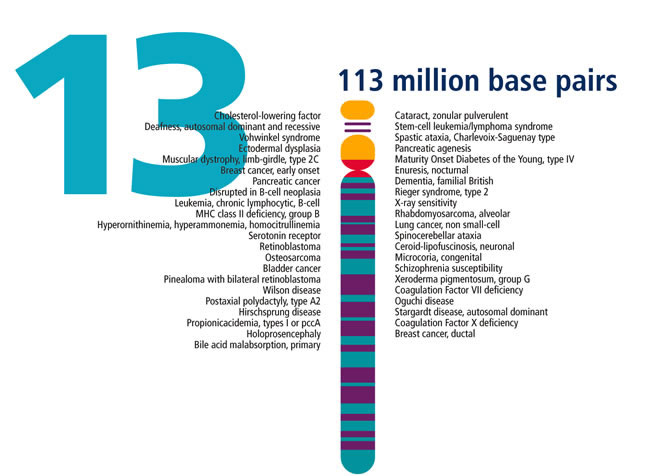 13
113 million base pairs
Cholesterol-lowering factor
Deafness, autosomal dominant and recessive
Vohwinkel syndrome
Ectodermal dysplasia
Muscular dystrophy, limb-girdle, type 2C
Breast cancer, early onset
Pancreatic cancer
Disrupted in B-cell neoplasia
Leukemia, chronic lymphocytic, B-cell
MHC class II deficiency, group B
Hyperornithinemia, hyperammonemia, homocitrullinemia
Serotonin receptor
Retinoblastoma
Osteosarcoma
Bladder cancer
Pinealoma with bilateral retinoblastoma
Wilson disease
Postaxial polydactyly, type A2
Hirschsprung disease
Propionicacidemia, types I or pccA
Holoprosencephaly
Bile acid malabsorption, primary
Cataract, zonular pulverulent
Stem-cell leukemia/lymphoma syndrome
Spastic ataxia, Charlevoix-Saguenay type
Pancreatic agenesis
Maturity Onset Diabetes of the Young, type IV
Enuresis, nocturnal
Dementia, familial British
Rieger syndrome, type 2
X-ray sensitivity
Rhabdomyosarcoma, alveolar
Lung cancer, non small-cell
Spinocerebellar ataxia
Ceroid-lipofuscinosis, neuronal
Microcoria, congenital
Schizophrenia susceptibility
Xeroderma pigmentosum, group G
Coagulation Factor VII deficiency
Oguchi disease
Stargardt disease, autosomal dominant
Coagulation Factor X deficiency
Breast cancer, ductal